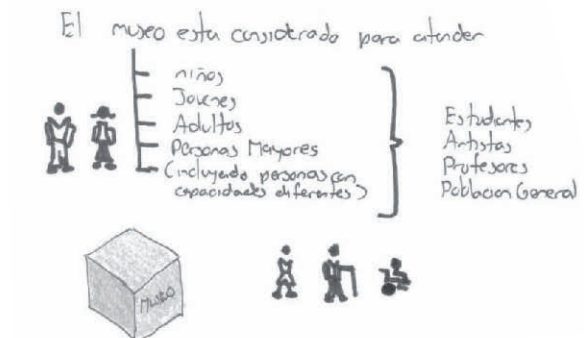 El museo esta considerado para atender
niños
Jovenes
Adultos
Personas Mayores
(incluyendo personas con
capacidades diferentes)
Estudiantes
Artistas
Profesores
Poblacion General
MUSEO